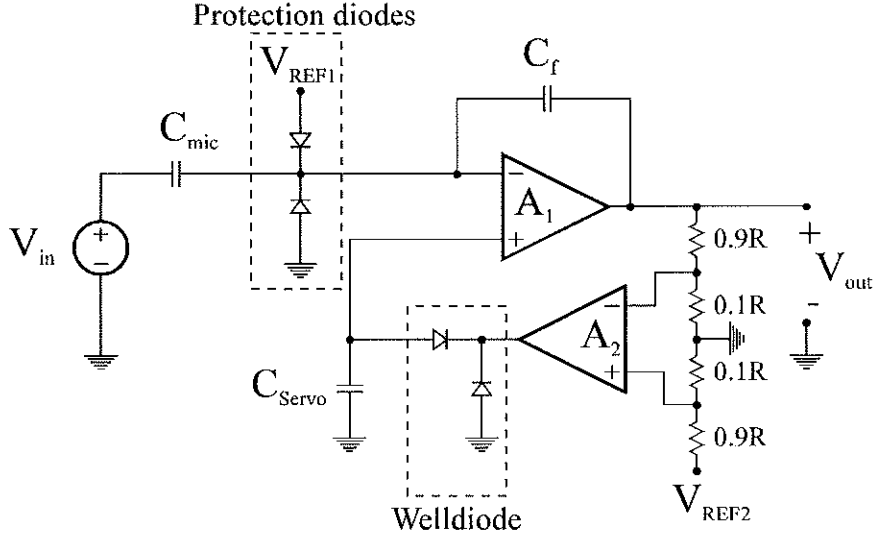 Protection diodes
V_REF1
C_f
C_mic
−
A_1
+
0.9R
+
V_in
+
−
V_out
−
0.1R
−
A_2
+
0.1R
C_Servo
0.9R
V_REF2
Welldiode